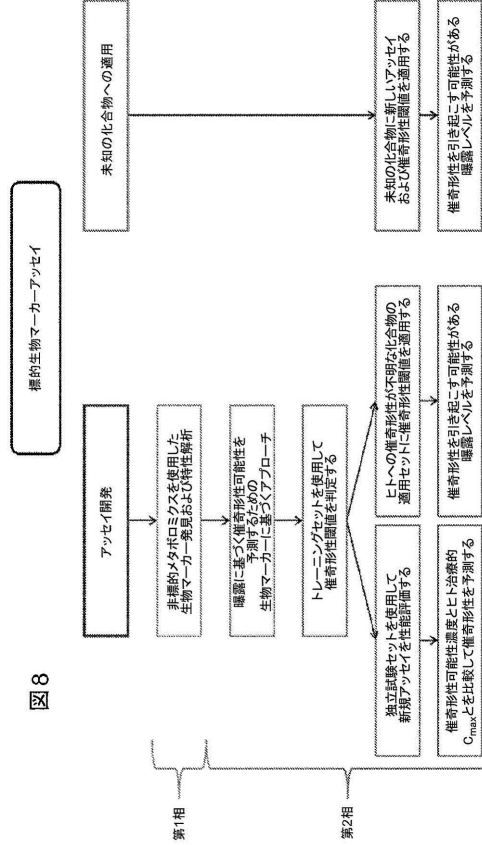 図8
標的生物マーカーアッセイ
アッセイ開発
未知の化合物への適用
第1相
非標的メタボロミクスを使用した
生物マーカー発見および特性解析
第2相
曝露に基づく催奇形性可能性を
予測するための
生物マーカーに基づくアプローチ
トレーニングセットを使用して
催奇形性閾値を判定する
独立試験セットを使用して
新規アッセイを性能評価する
ヒトへの催奇形性が不明な化合物の
適用セットに催奇形性閾値を適用する
未知の化合物に新しいアッセイ
および催奇形性閾値を適用する
催奇形性可能性濃度とヒト治療的
Cmaxとを比較して催奇形性を予測する
催奇形性を引き起こす可能性がある
曝露レベルを予測する
催奇形性を引き起こす可能性がある
曝露レベルを予測する